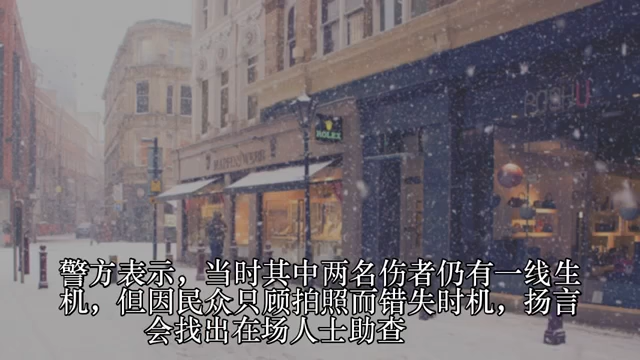 ROLEX
警方表示，当时其中两名伤者仍有一线生
机，但因民众只顾拍照而错失时机，扬言
会找出在场人士助查